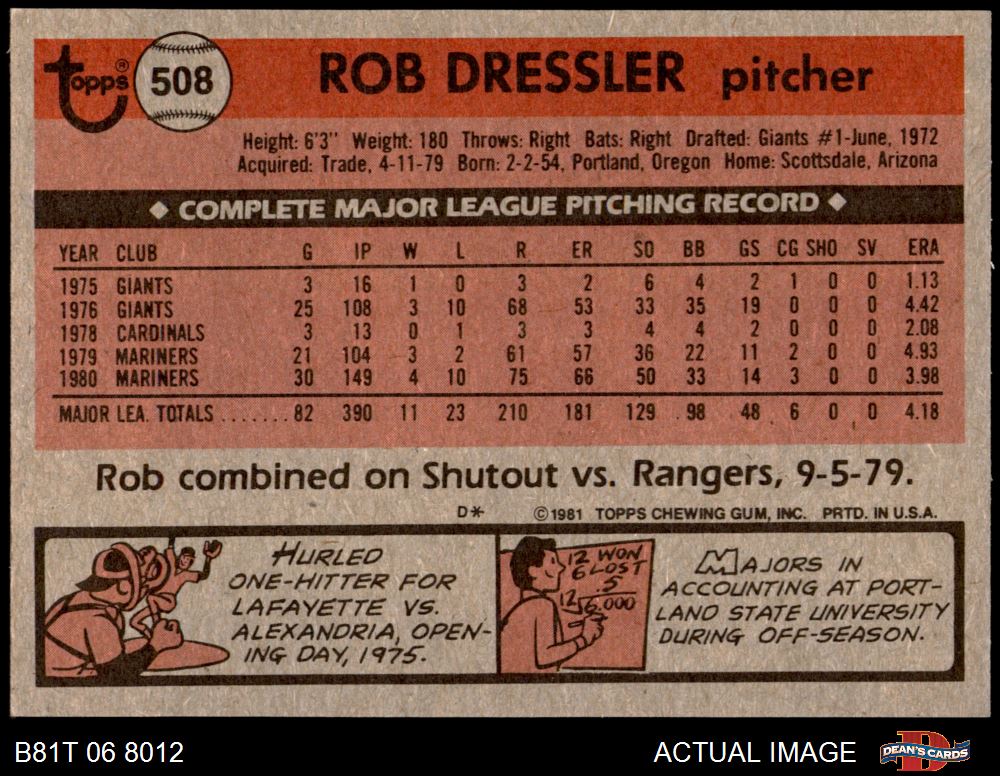 topps® 508 ROB DRESSLER pitcher
Height: 6'3" Weight: 180 Throws: Right Bats: Right Drafted: Giants #1-June, 1972
Acquired: Trade, 4-11-79 Born: 2-2-54, Portland, Oregon Home: Scottsdale, Arizona
◆ COMPLETE MAJOR LEAGUE PITCHING RECORD ◆
YEAR CLUB G IP W L R ER SO BB GS CG SHO SV ERA
1975 GIANTS 3 16 1 0 3 2 6 4 2 1 0 0 1.13
1976 GIANTS 25 108 3 10 68 53 33 35 19 0 0 0 4.42
1978 CARDINALS 3 13 0 1 3 3 4 4 2 0 0 0 2.08
1979 MARINERS 21 104 3 2 61 57 36 22 11 2 0 0 4.93
1980 MARINERS 30 149 4 10 75 66 50 33 14 3 0 0 3.98
MAJOR LEA. TOTALS ....... 82 390 11 23 210 181 129 98 48 6 0 0 4.18
Rob combined on Shutout vs. Rangers, 9-5-79.
D* ©1981 TOPPS CHEWING GUM, INC. PRTD. IN U.S.A.
HURLED
ONE-HITTER FOR
LAFAYETTE VS.
ALEXANDRIA, OPEN-
ING DAY, 1975.
12 WON
6 LOST
5
12 6.000
MAJORS IN
ACCOUNTING AT PORT-
LAND STATE UNIVERSITY
DURING OFF-SEASON.
B81T 06 8012 ACTUAL IMAGE DEAN'S CARDS